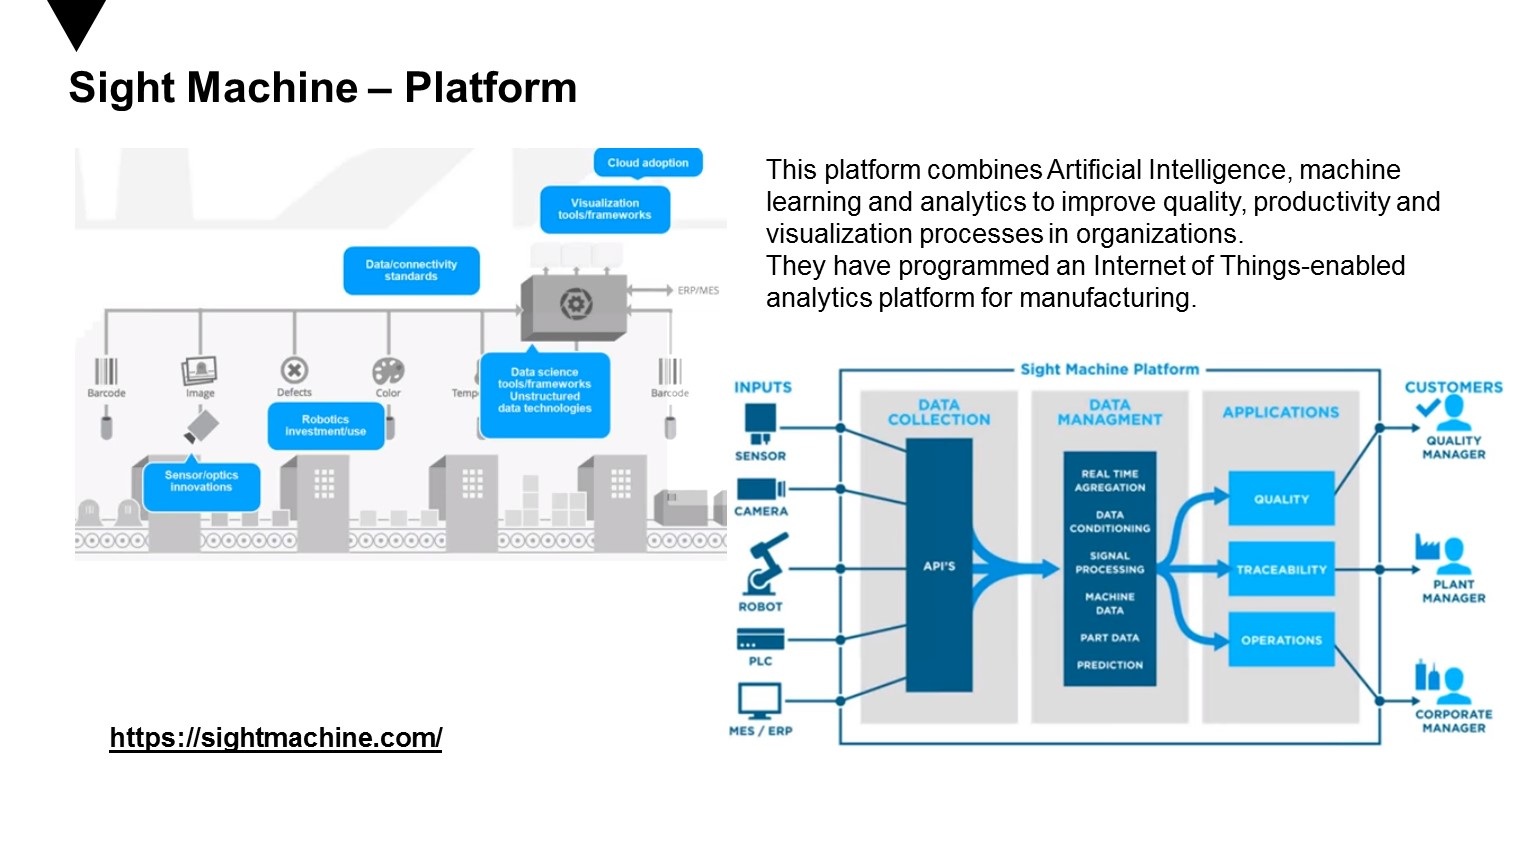 Sight Machine – Platform
Cloud adoption
Visualization
tools/frameworks
Data/connectivity
standards
ERP/MES
Barcode
Image
Defects
Color
Temp
Barcode
Data science
tools/frameworks
Unstructured
data technologies
Robotics
investment/use
Sensor/optics
innovations
https://sightmachine.com/
This platform combines Artificial Intelligence, machine
learning and analytics to improve quality, productivity and
visualization processes in organizations.
They have programmed an Internet of Things-enabled
analytics platform for manufacturing.
Sight Machine Platform
INPUTS
SENSOR
CAMERA
ROBOT
PLC
MES / ERP
DATA
COLLECTION
API'S
DATA
MANAGMENT
REAL TIME
AGREGATION
DATA
CONDITIONING
SIGNAL
PROCESSING
MACHINE
DATA
PART DATA
PREDICTION
APPLICATIONS
QUALITY
TRACEABILITY
OPERATIONS
CUSTOMERS
QUALITY
MANAGER
PLANT
MANAGER
CORPORATE
MANAGER